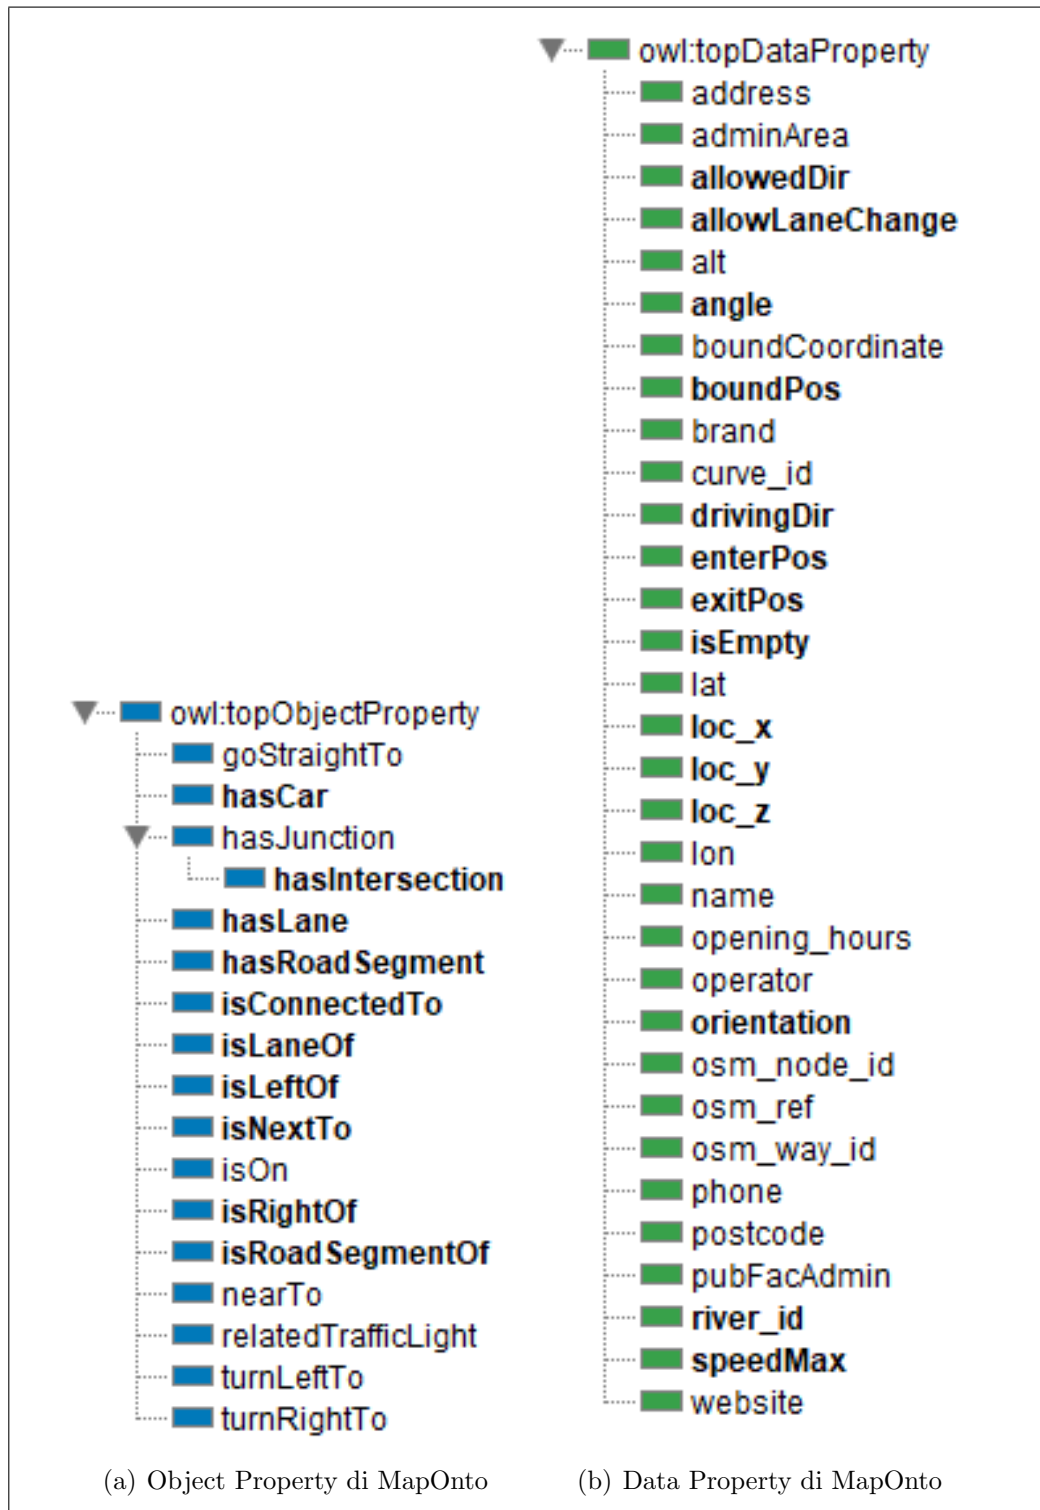 owl:topObjectProperty
goStraightTo
hasCar
hasJunction
hasIntersection
hasLane
hasRoadSegment
isConnectedTo
isLaneOf
isLeftOf
isNextTo
isOn
isRightOf
isRoadSegmentOf
nearTo
relatedTrafficLight
turnLeftTo
turnRightTo
(a) Object Property di MapOnto
owl:topDataProperty
address
adminArea
allowedDir
allowLaneChange
alt
angle
boundCoordinate
boundPos
brand
curve_id
drivingDir
enterPos
exitPos
isEmpty
lat
loc_x
loc_y
loc_z
lon
name
opening_hours
operator
orientation
osm_node_id
osm_ref
osm_way_id
phone
postcode
pubFacAdmin
river_id
speedMax
website
(b) Data Property di MapOnto